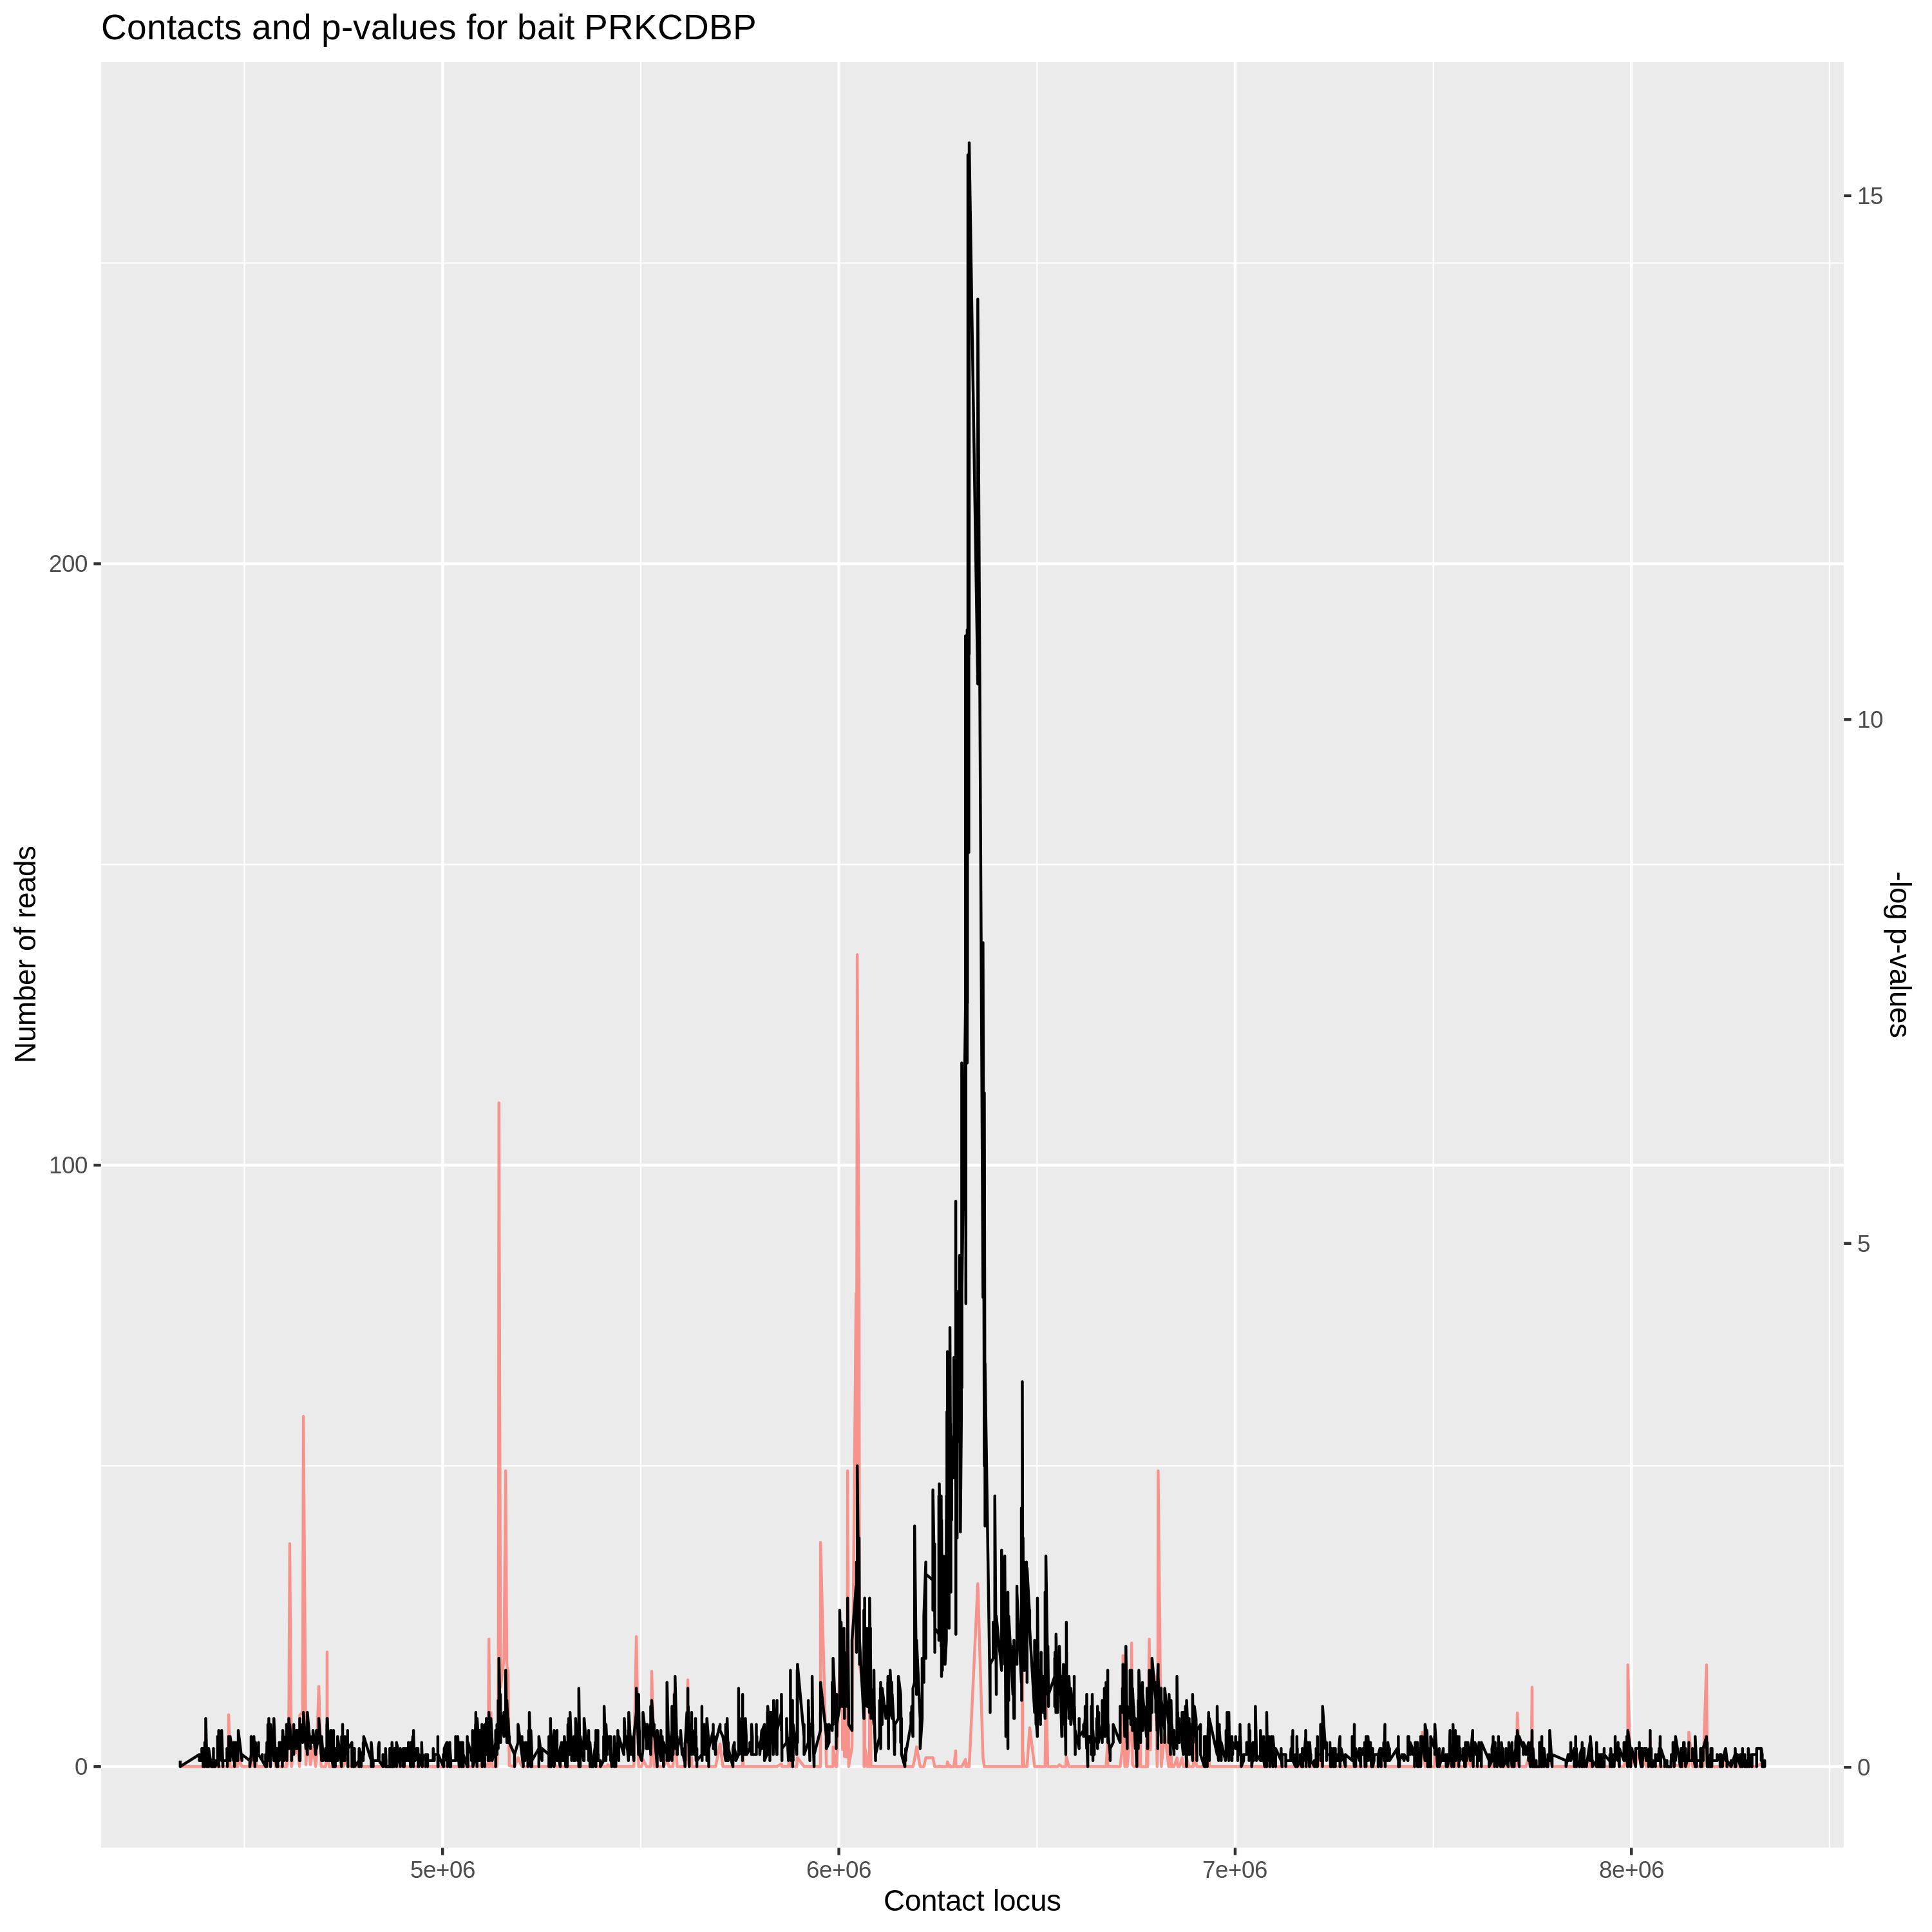 Contacts and p-values for bait PRKCDBP
Number of reads
200
100
0
15
10
5
0
-log p-values
5e+06
6e+06
7e+06
8e+06
Contact locus